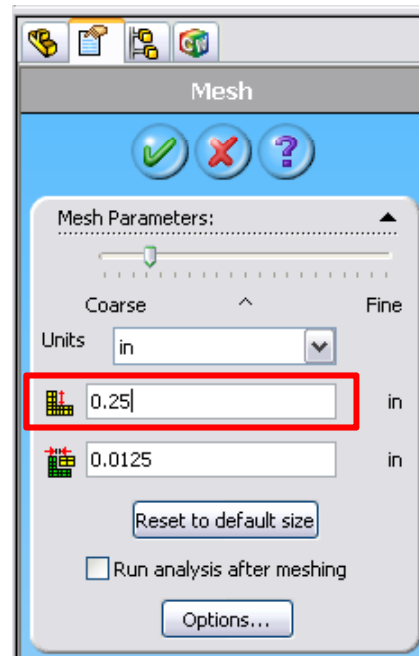 Mesh
?
Mesh Parameters:
Coarse ^ Fine
Units in
0.25 in
0.0125 in
Reset to default size
Run analysis after meshing
Options...